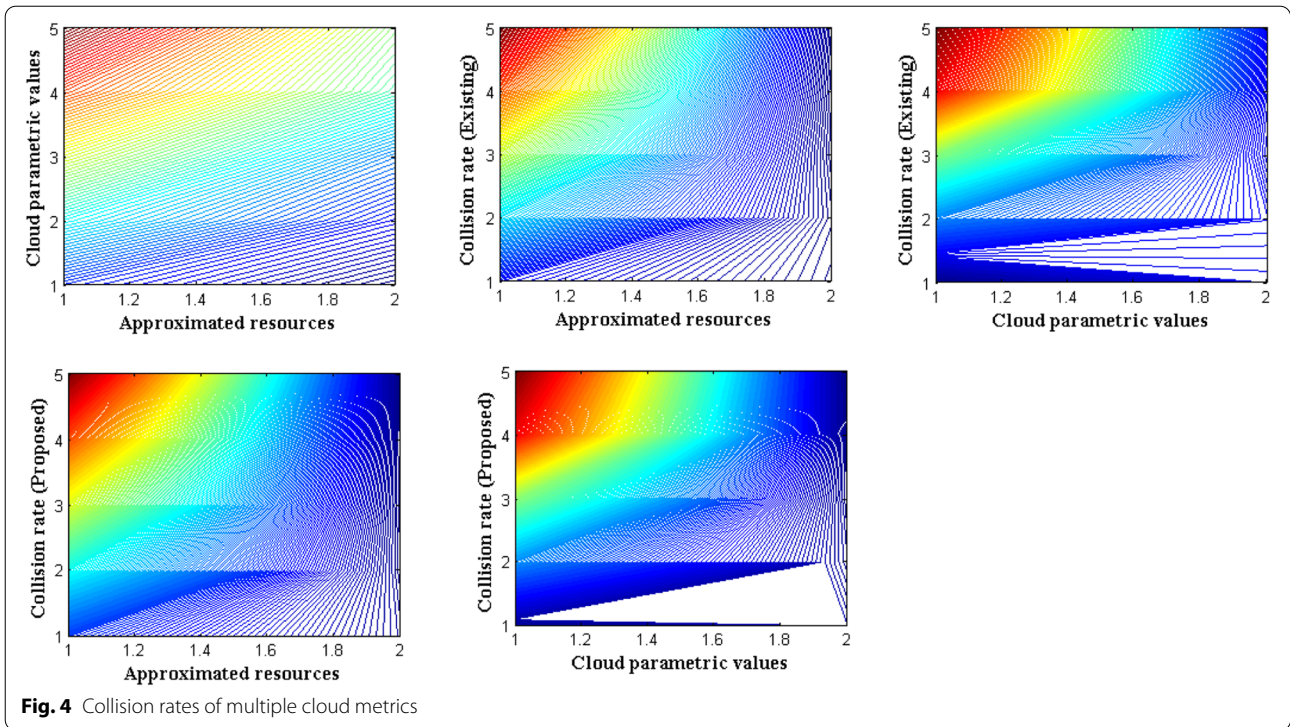 5
4
3
2
1
Cloud parametric values
1 1.2 1.4 1.6 1.8 2
Approximated resources
5
4
3
2
1
Collision rate (Existing)
1 1.2 1.4 1.6 1.8 2
Approximated resources
5
4
3
2
1
Collision rate (Existing)
1 1.2 1.4 1.6 1.8 2
Cloud parametric values
5
4
3
2
1
Collision rate (Proposed)
1 1.2 1.4 1.6 1.8 2
Approximated resources
5
4
3
2
1
Collision rate (Proposed)
1 1.2 1.4 1.6 1.8 2
Cloud parametric values
Fig. 4 Collision rates of multiple cloud metrics